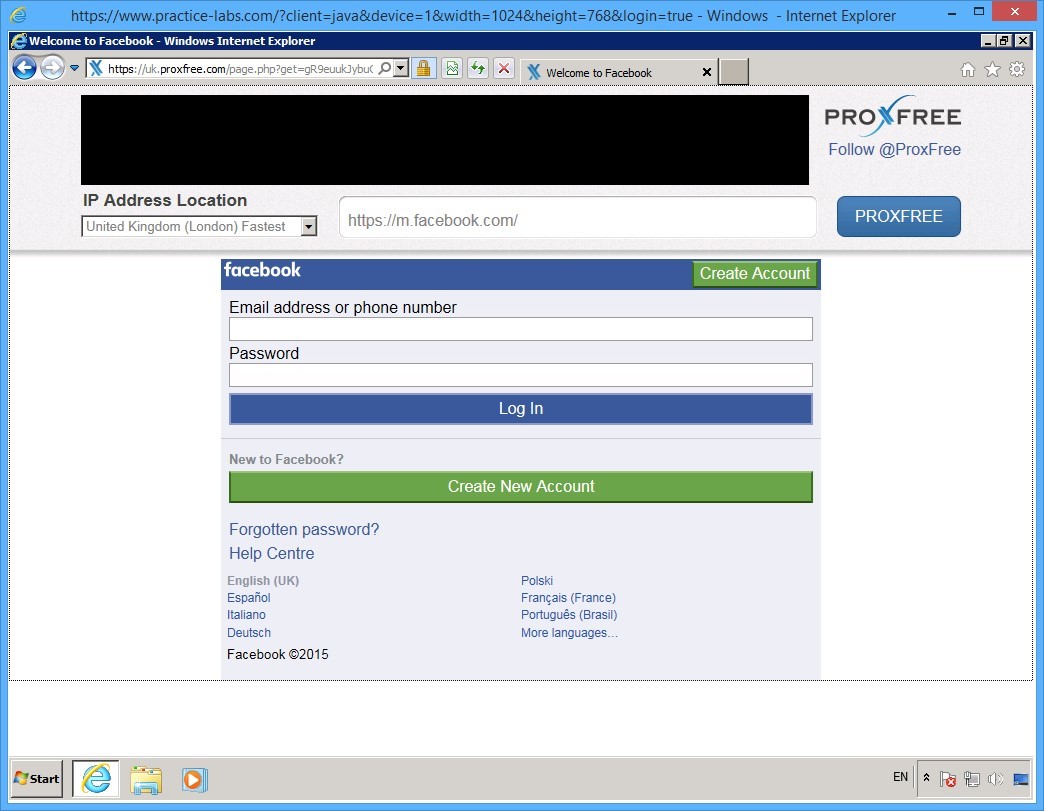 https://www.practice-labs.com/?client=java&device=1&width=1024&height=768&login=true - Windows - Internet Explorer
Welcome to Facebook - Windows Internet Explorer
https://uk.proxfree.com/page.php?get=gR9euukJybu
Welcome to Facebook
PROXFREE
Follow @ProxFree
IP Address Location
United Kingdom (London) Fastest
https://m.facebook.com/
PROXFREE
facebook
Create Account
Email address or phone number
Password
Log In
New to Facebook?
Create New Account
Forgotten password?
Help Centre
English (UK)
Español
Italiano
Deutsch
Polski
Français (France)
Português (Brasil)
More languages...
Facebook ©2015
Start
EN